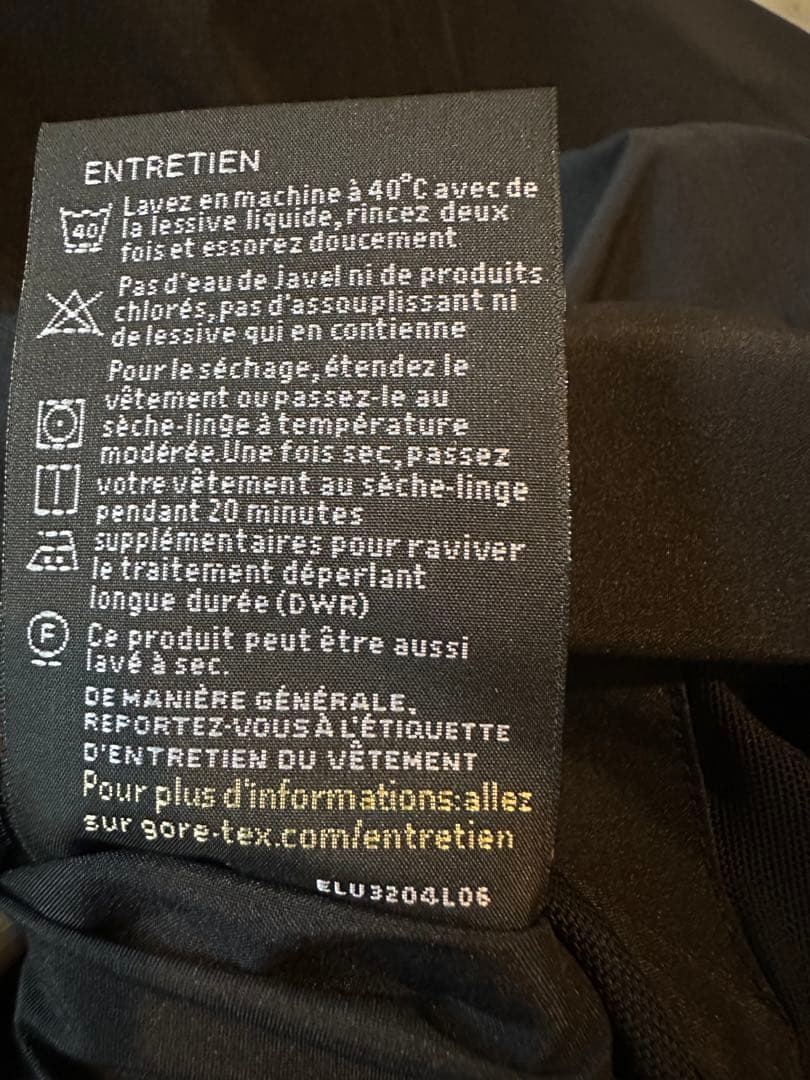 ENTRETIEN
40
Lavez en machine à 40°C avec de
la lessive liquide, rincez deux
fois et essorez doucement
Pas d'eau de Javel ni de produits
chlorés, pas d'assouplissant ni
de lessive qui en contienne
Pour le séchage, étendez le
vêtement ou passez-le au
sèche-linge à température
modérée. Une fois sec, passez
votre vêtement au sèche-linge
pendant 20 minutes
supplémentaires pour raviver
le traitement déperlant
longue durée (DWR)
F
Ce produit peut être aussi
lavé à sec.
DE MANIÈRE GÉNÉRALE,
REPORTEZ-VOUS À L'ÉTIQUETTE
D'ENTRETIEN DU VÊTEMENT
Pour plus d'informations: allez
sur gore-tex.com/entretien
ELU3204L06